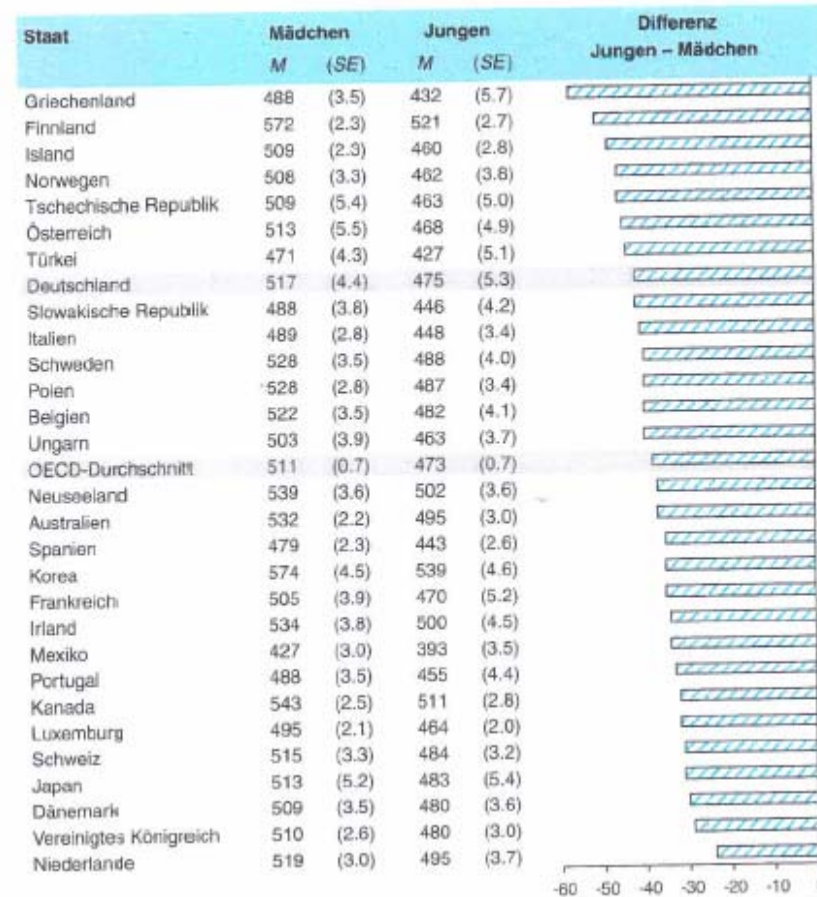 Staat Mädchen Jungen Differenz
Jungen – Mädchen
M (SE) M (SE)
Griechenland 488 (3.5) 432 (5.7)
Finnland 572 (2.3) 521 (2.7)
Island 509 (2.3) 460 (2.8)
Norwegen 508 (3.3) 462 (3.8)
Tschechische Republik 509 (5.4) 463 (5.0)
Österreich 513 (5.5) 468 (4.9)
Türkei 471 (4.3) 427 (5.1)
Deutschland 517 (4.4) 475 (5.3)
Slowakische Republik 488 (3.8) 446 (4.2)
Italien 489 (2.8) 448 (3.4)
Schweden 528 (3.5) 488 (4.0)
Polen 528 (2.8) 487 (3.4)
Belgien 522 (3.5) 482 (4.1)
Ungarn 503 (3.9) 463 (3.7)
OECD-Durchschnitt 511 (0.7) 473 (0.7)
Neuseeland 539 (3.6) 502 (3.6)
Australien 532 (2.2) 495 (3.0)
Spanien 479 (2.3) 443 (2.6)
Korea 574 (4.5) 539 (4.6)
Frankreich 505 (3.9) 470 (5.2)
Irland 534 (3.8) 500 (4.5)
Mexiko 427 (3.0) 393 (3.5)
Portugal 488 (3.5) 455 (4.4)
Kanada 543 (2.5) 511 (2.8)
Luxemburg 495 (2.1) 464 (2.0)
Schweiz 515 (3.3) 484 (3.2)
Japan 513 (5.2) 483 (5.4)
Dänemark 509 (3.5) 480 (3.6)
Vereinigtes Königreich 510 (2.6) 480 (3.0)
Niederlande 519 (3.0) 495 (3.7)
-60 -50 -40 -30 -20 -10